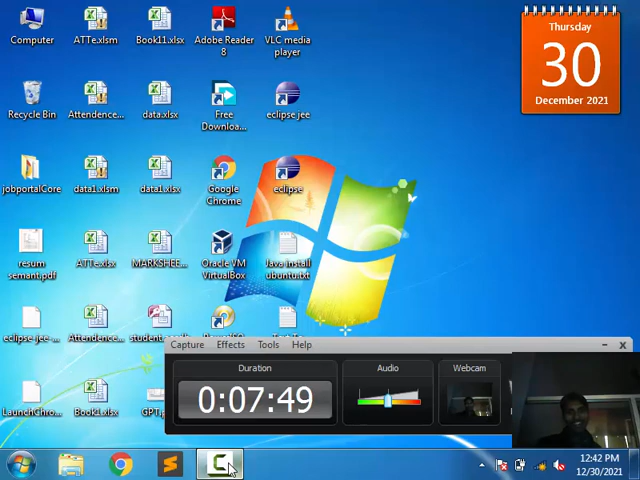 Computer
ATTe.xlsm
Book11.xlsx
Adobe Reader
8
VLC media
player
Thursday
30
December 2021
Recycle Bin
Attendence...
data.xlsx
Free
Downloa...
eclipse jee
jobportalCore
data1.xlsm
data1.xlsx
Google
Chrome
eclipse
resum
semant.pdf
ATTe.xlsx
MARKSHEE...
Oracle VM
VirtualBox
Java install
ubuntu.txt
eclipse-jee-...
Attendence...
Capture
Effects
Tools
Help
Duration
0:07:49
Audio
Webcam
LaunchChro...
Book1.xlsx
12:42 PM
12/30/2021